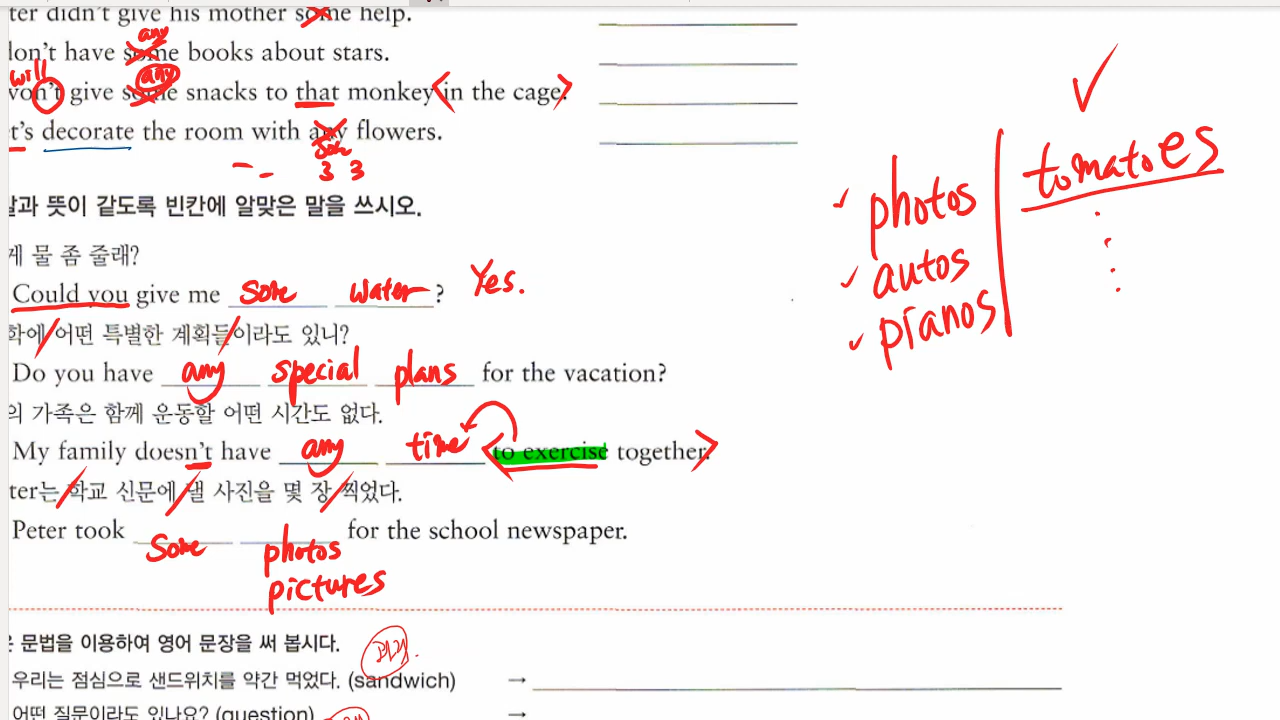 ter didn't give his mother some help.
any
don't have some books about stars.
will any
von't give some snacks to that monkey < in the cage. >
t's decorate the room with any flowers.
some
3 3
말과 뜻이 같도록 빈칸에 알맞은 말을 쓰시오.
게 물 좀 줄래?
Could you give me some water ? Yes.
학에 어떤 특별한 계획들이라도 있니?
Do you have any special plans for the vacation?
의 가족은 함께 운동할 어떤 시간도 없다.
My family doesn't have any time < to exercise together. >
ter는 학교 신문에 낼 사진을 몇 장 찍었다.
Peter took some photos for the school newspaper.
pictures
문법을 이용하여 영어 문장을 써 봅시다.
우리는 점심으로 샌드위치를 약간 먹었다. (sandwich) →
어떤 질문이라도 있나요? (question) →
photos
autos
pianos
tomatoes